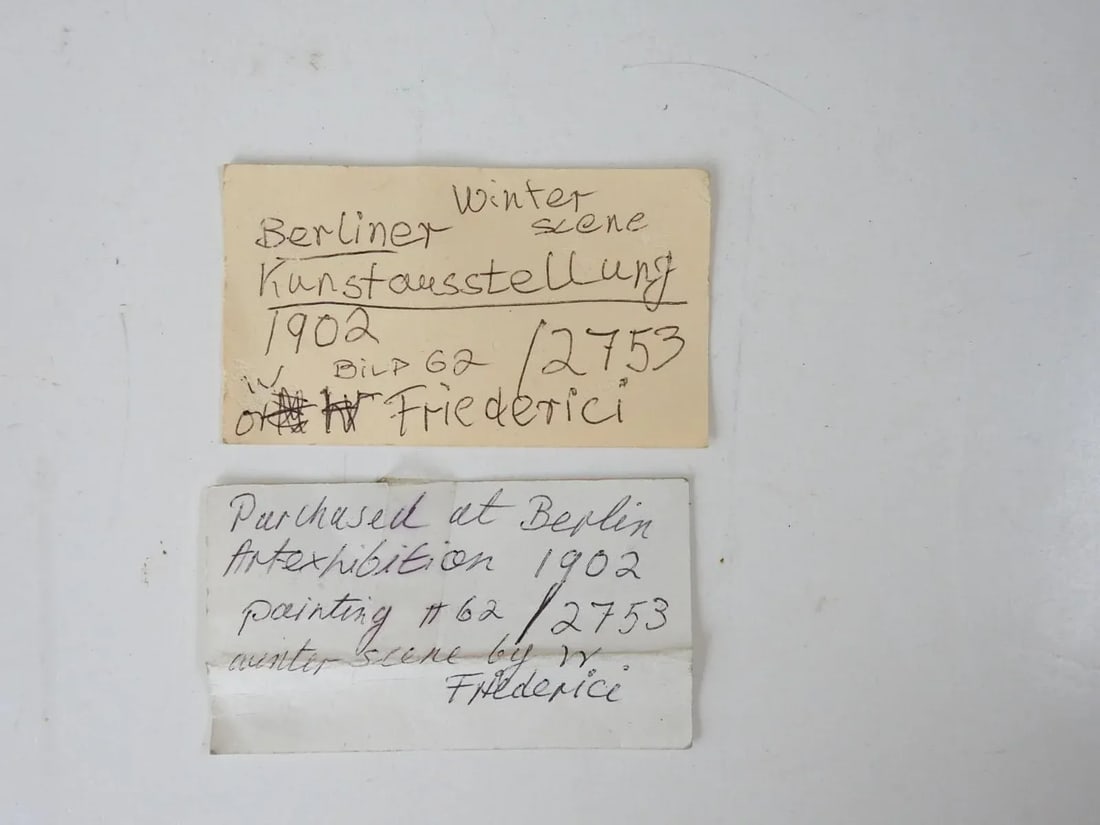 Winter
scene
Berliner
Kunstausstellung
1902
Bild 62 /2753
Friederici
Purchased at Berlin
Artexhibition 1902
painting # 62 /2753
winter scene by W.
Friederici